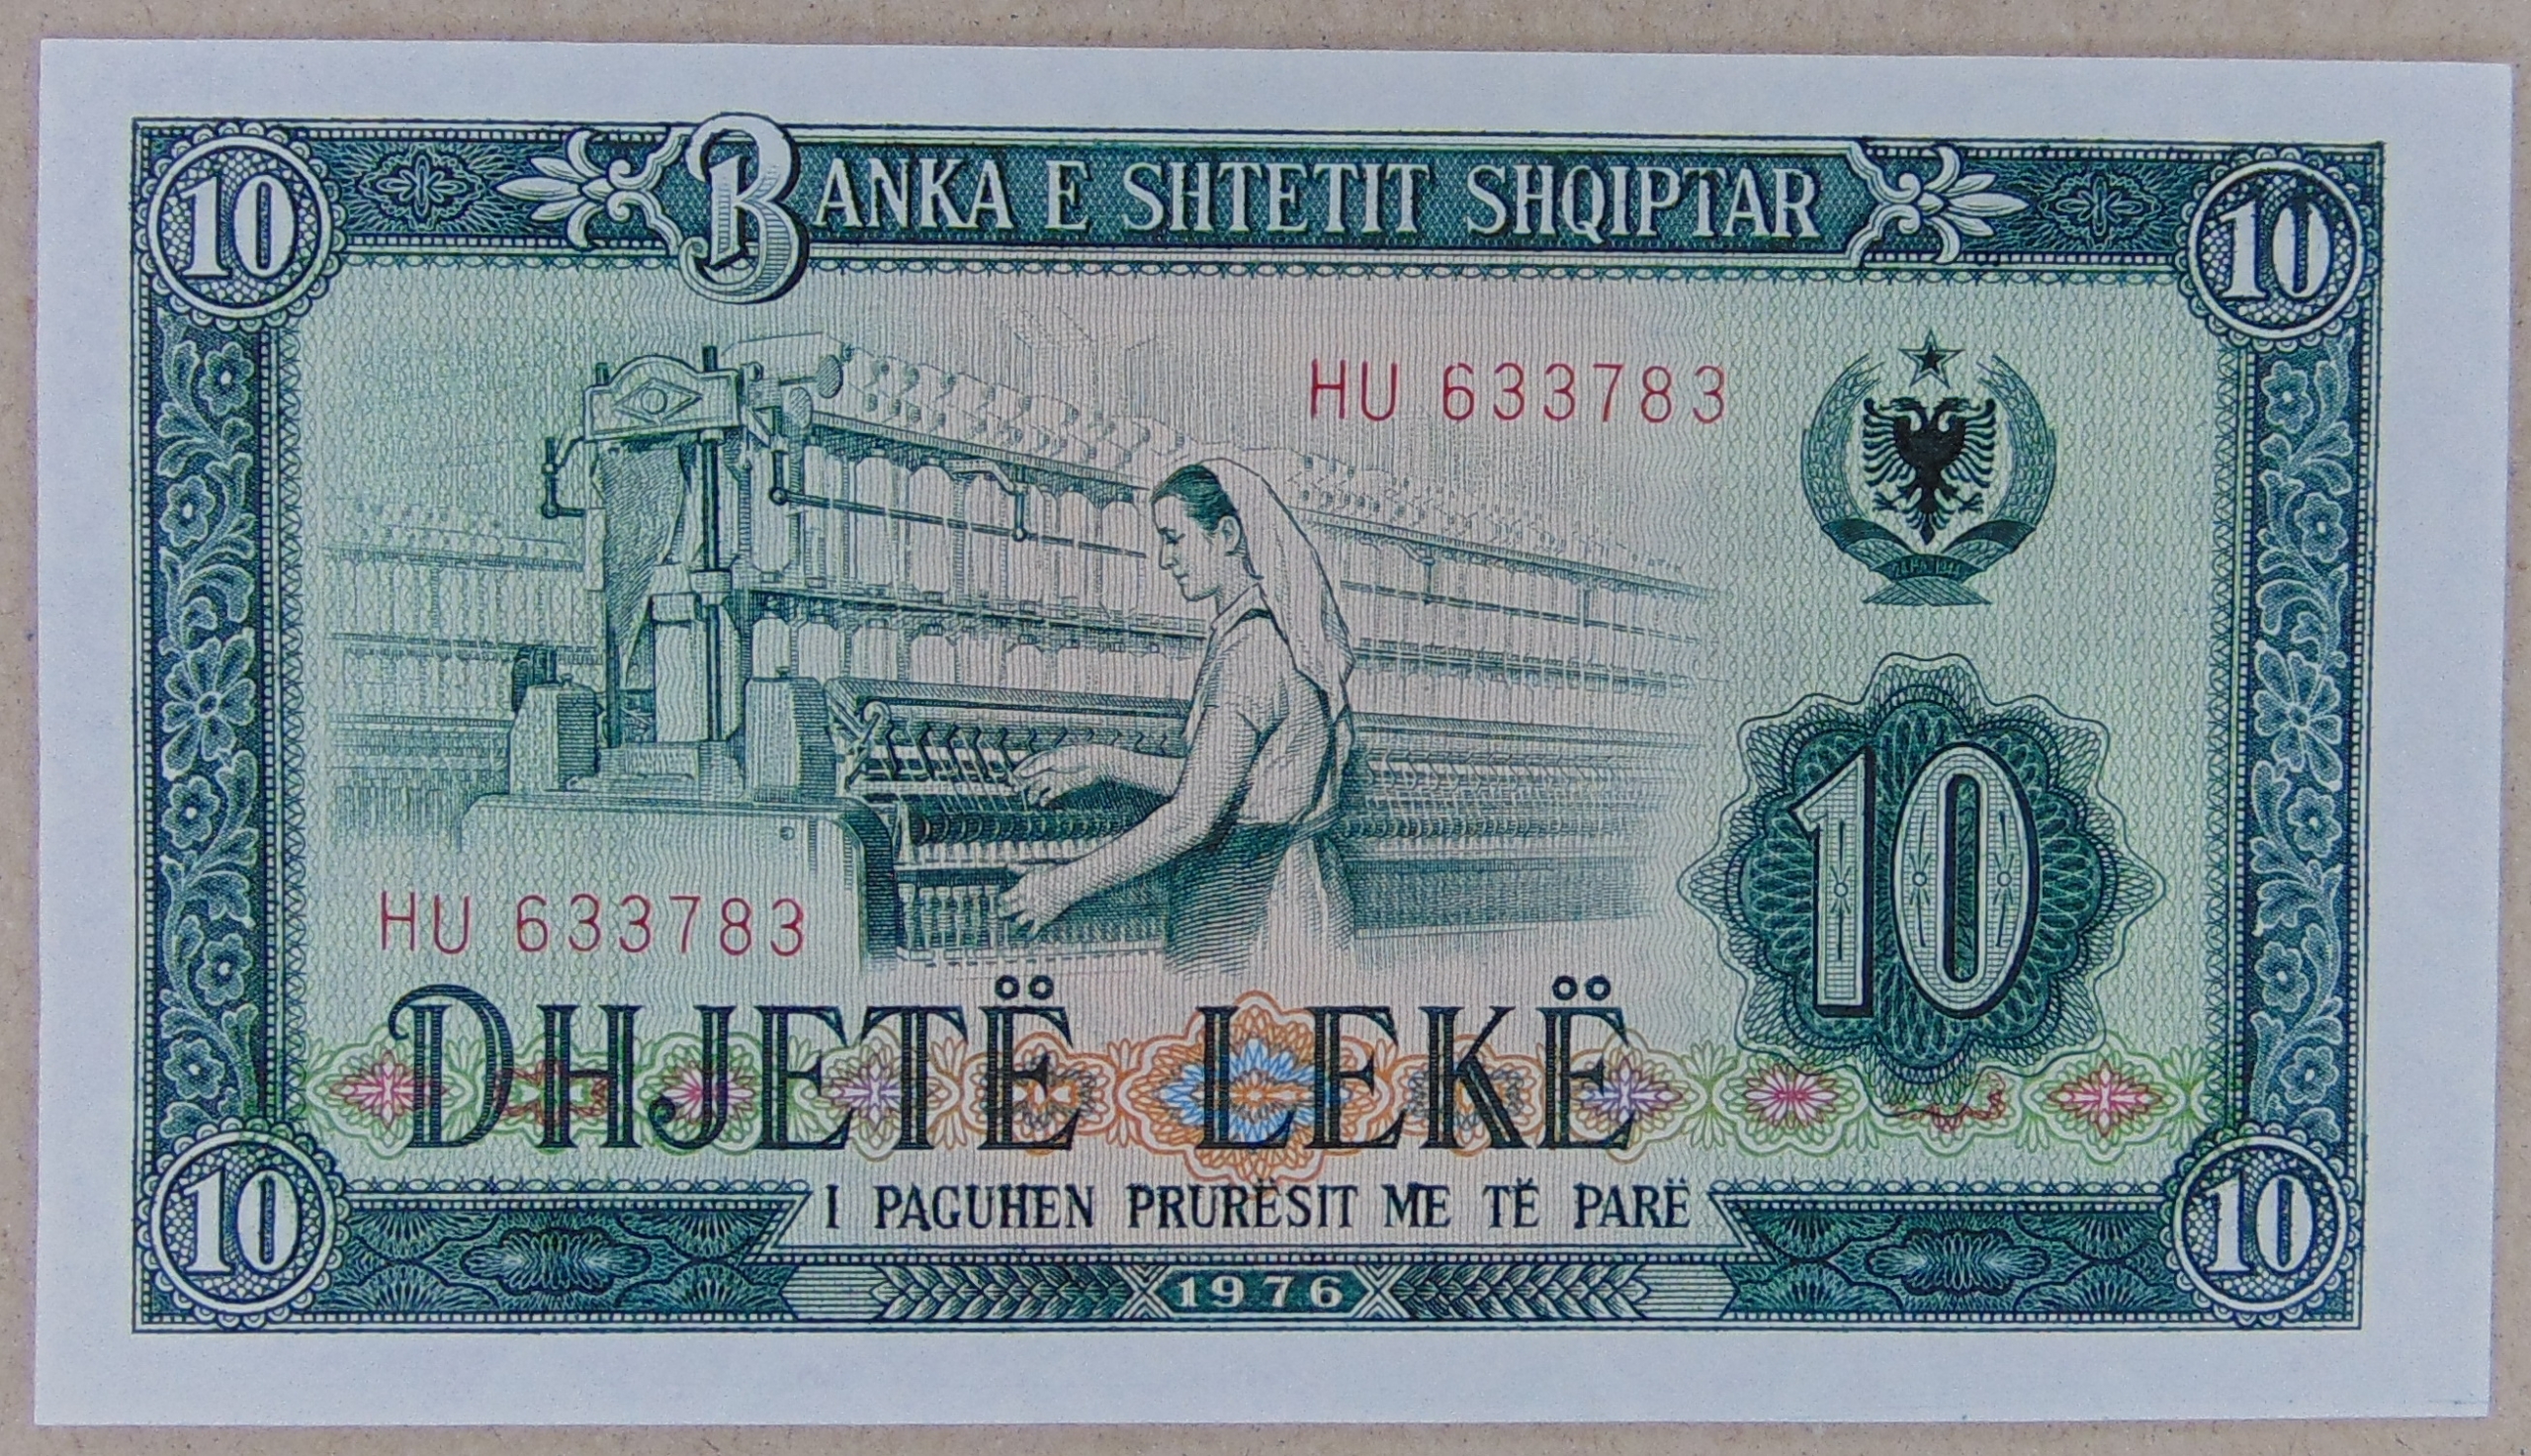 10 BANKA E SHTETIT SHQIPTAR 10
HU 633783
10
HU 633783
DHJETË LEKË
I PAGUHEN PRURËSIT ME TË PARË
10 1976 10